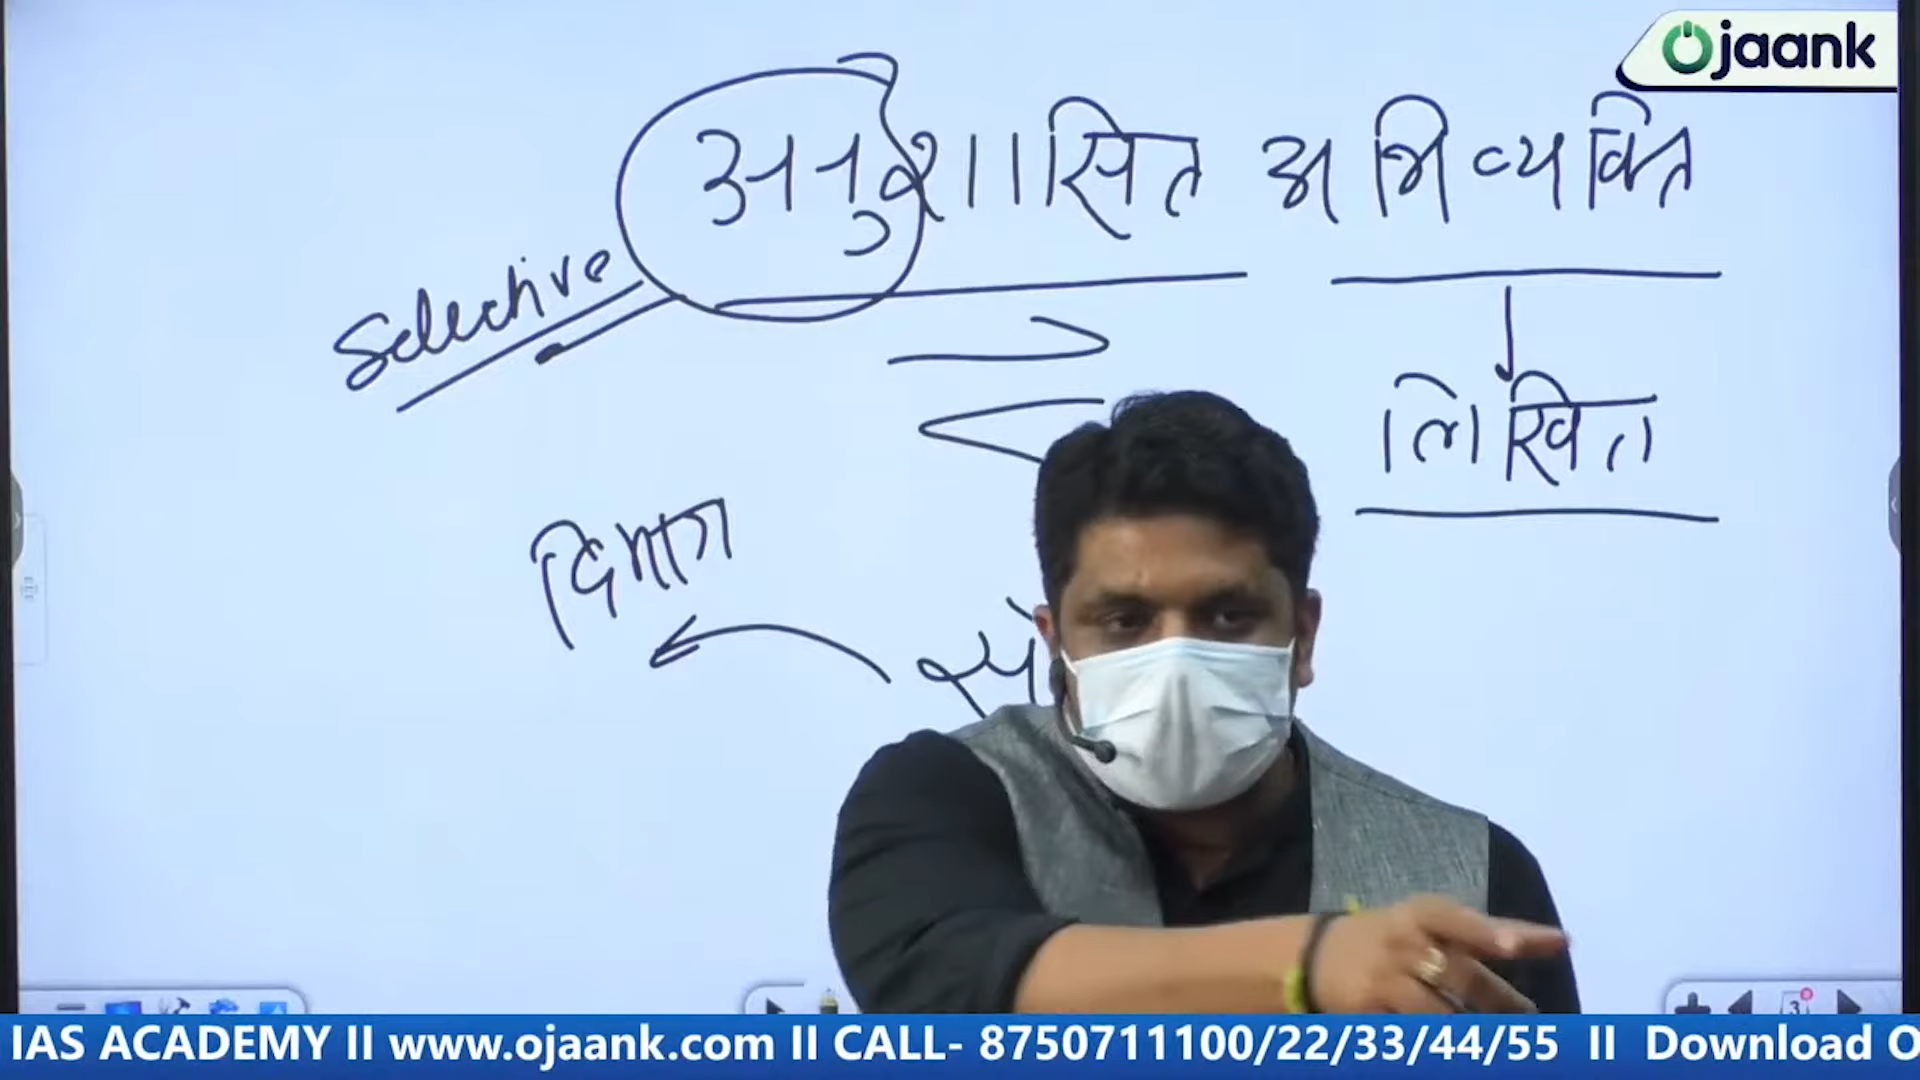 Ojaank
अनुशासित अभिव्यक्ति
selective
लिखित
दिमाग
3
IAS ACADEMY II www.ojaank.com II CALL- 8750711100/22/33/44/55 II Download O